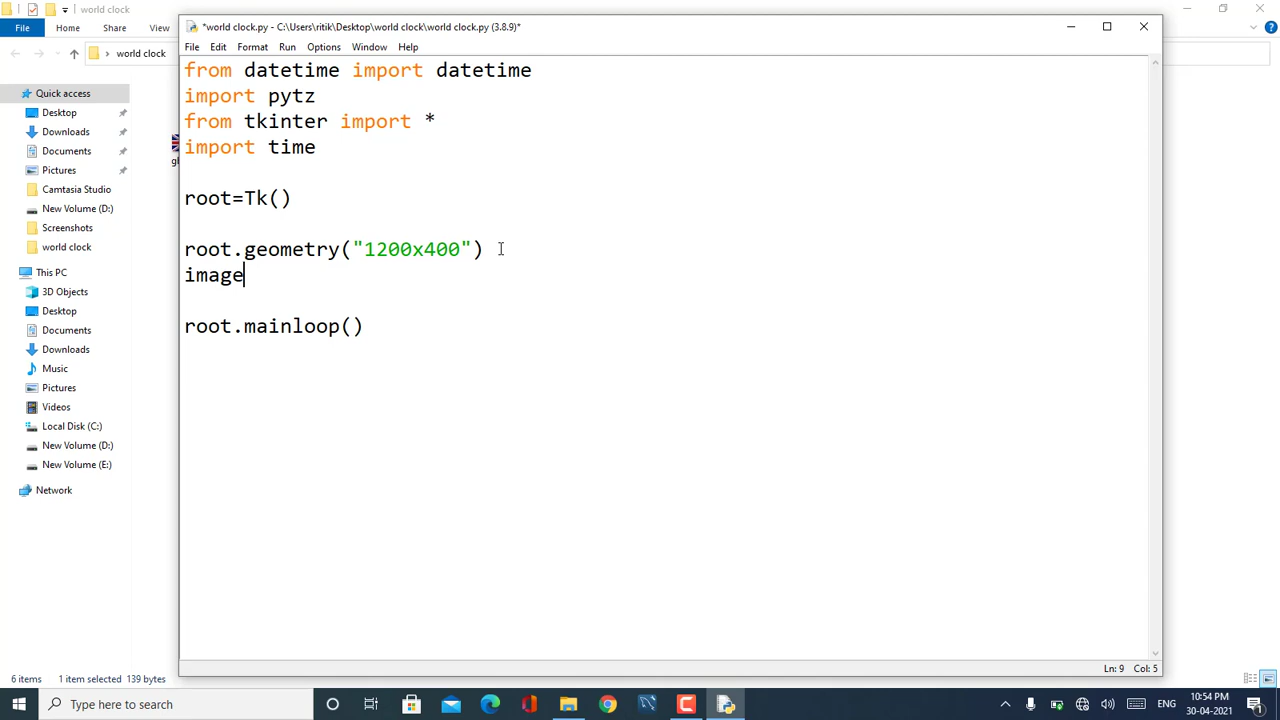 world clock
File
Home
Share
View
world clock
Quick access
Desktop
Downloads
Documents
Pictures
Camtasia Studio
New Volume (D:)
Screenshots
world clock
This PC
3D Objects
Desktop
Documents
Downloads
Music
Pictures
Videos
Local Disk (C:)
New Volume (D:)
New Volume (E:)
Network
6 items 1 item selected 139 bytes
*world clock.py - C:\Users\ritik\Desktop\world clock\world clock.py (3.8.9)*
File Edit Format Run Options Window Help
from datetime import datetime
import pytz
from tkinter import *
import time
root=Tk()
root.geometry("1200x400")
image
root.mainloop()
Ln: 9 Col: 5
Type here to search
ENG
10:54 PM
30-04-2021